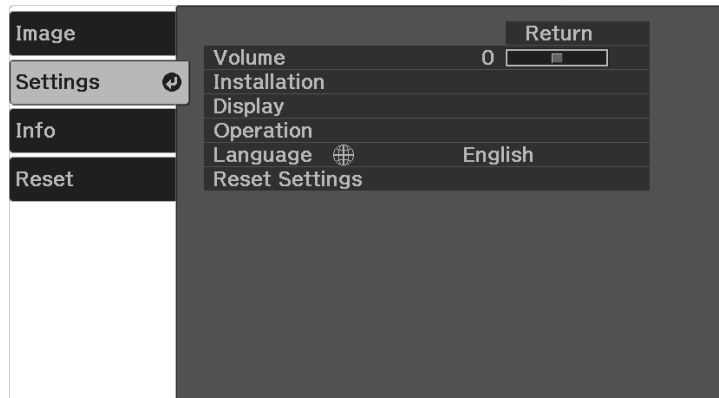 Image
Settings
Info
Reset
Return
Volume 0
Installation
Display
Operation
Language English
Reset Settings